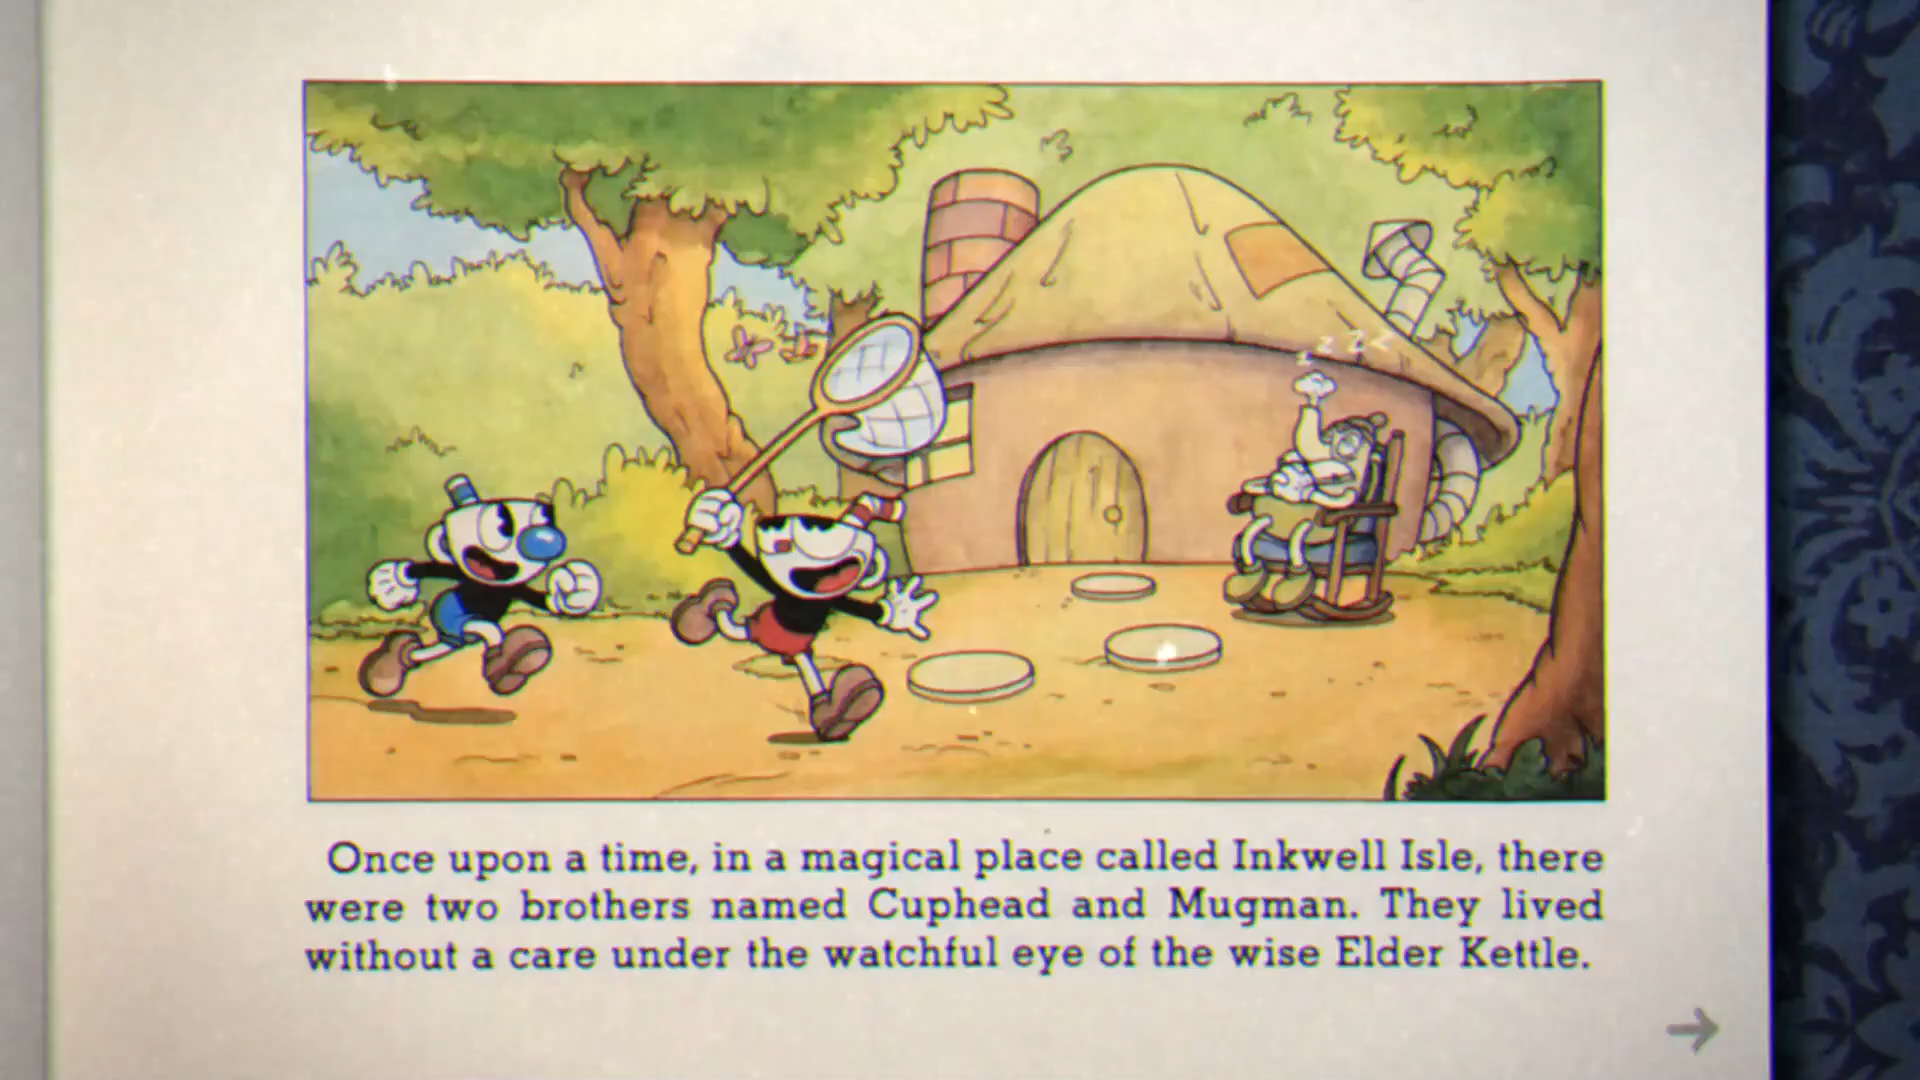 z z z z
Once upon a time, in a magical place called Inkwell Isle, there
were two brothers named Cuphead and Mugman. They lived
without a care under the watchful eye of the wise Elder Kettle.